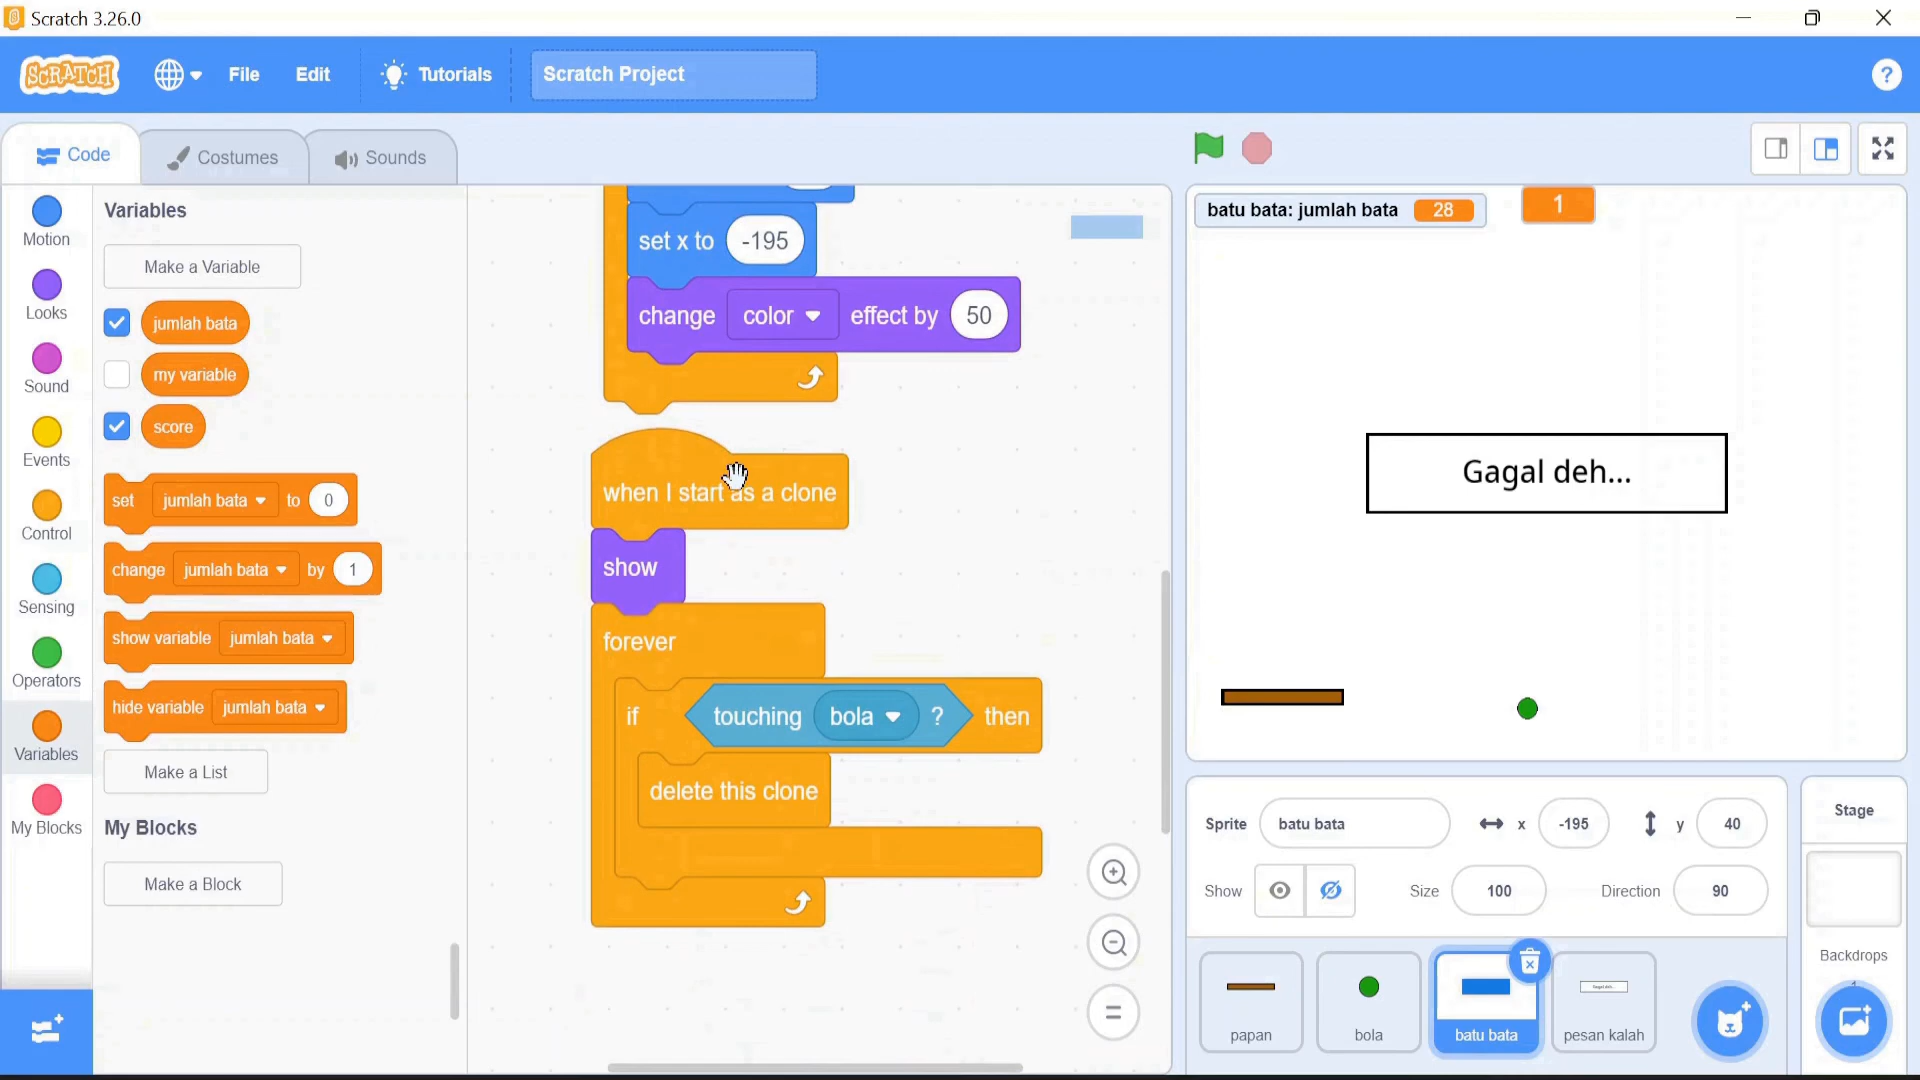 Scratch 3.26.0
SCRATCH
File
Edit
Tutorials
Scratch Project
?
Code
Costumes
Sounds
Motion
Looks
Sound
Events
Control
Sensing
Operators
Variables
My Blocks
Variables
Make a Variable
jumlah bata
my variable
score
set jumlah bata to 0
change jumlah bata by 1
show variable jumlah bata
hide variable jumlah bata
Make a List
My Blocks
Make a Block
set x to -195
change color effect by 50
when I start as a clone
show
forever
if touching bola ? then
delete this clone
batu bata: jumlah bata 28
1
Gagal deh...
Sprite batu bata x -195 y 40
Show Size 100 Direction 90
papan
bola
batu bata
Gagal deh...
pesan kalah
Stage
Backdrops